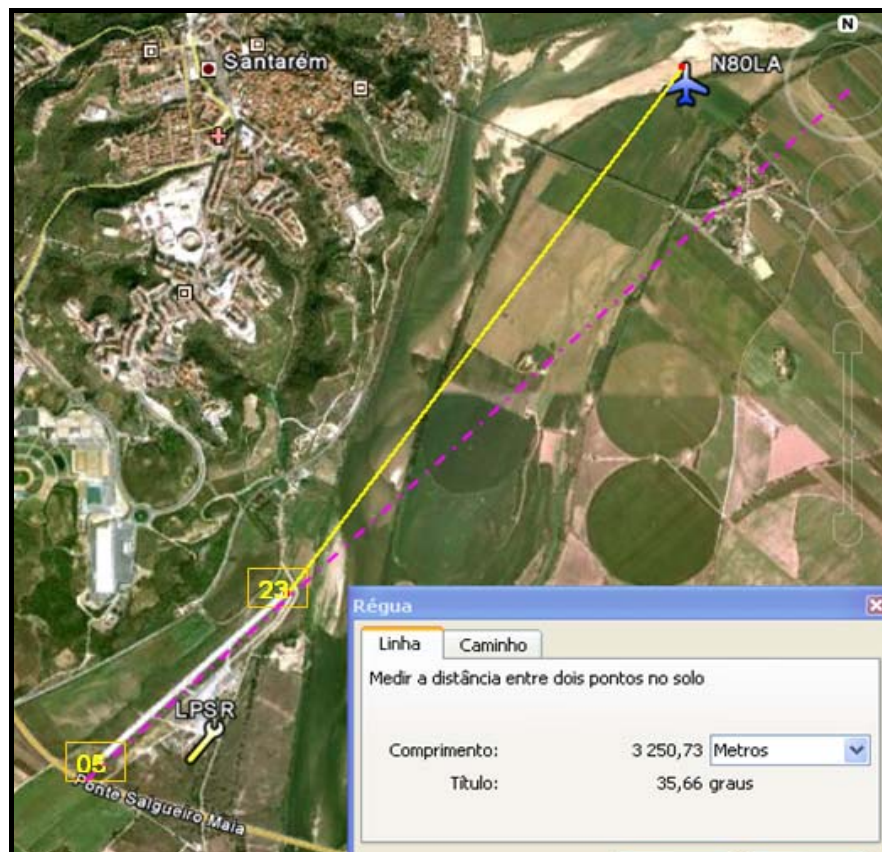 N
Santarém
N80LA
23
Régua
Linha
Caminho
Medir a distância entre dois pontos no solo
LPSR
Comprimento:
3 250,73
Metros
05
Título:
35,66 graus
Ponte Salgueiro Maia